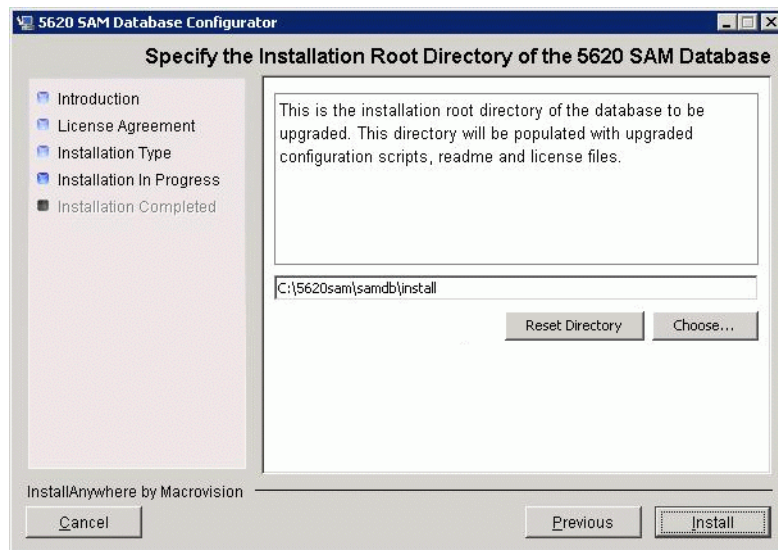 5620 SAM Database Configurator
Specify the Installation Root Directory of the 5620 SAM Database
Introduction
License Agreement
Installation Type
Installation In Progress
Installation Completed
This is the installation root directory of the database to be
upgraded. This directory will be populated with upgraded
configuration scripts, readme and license files.
C:\5620sam\samdb\install
Reset Directory
Choose...
InstallAnywhere by Macrovision
Cancel
Previous
Install